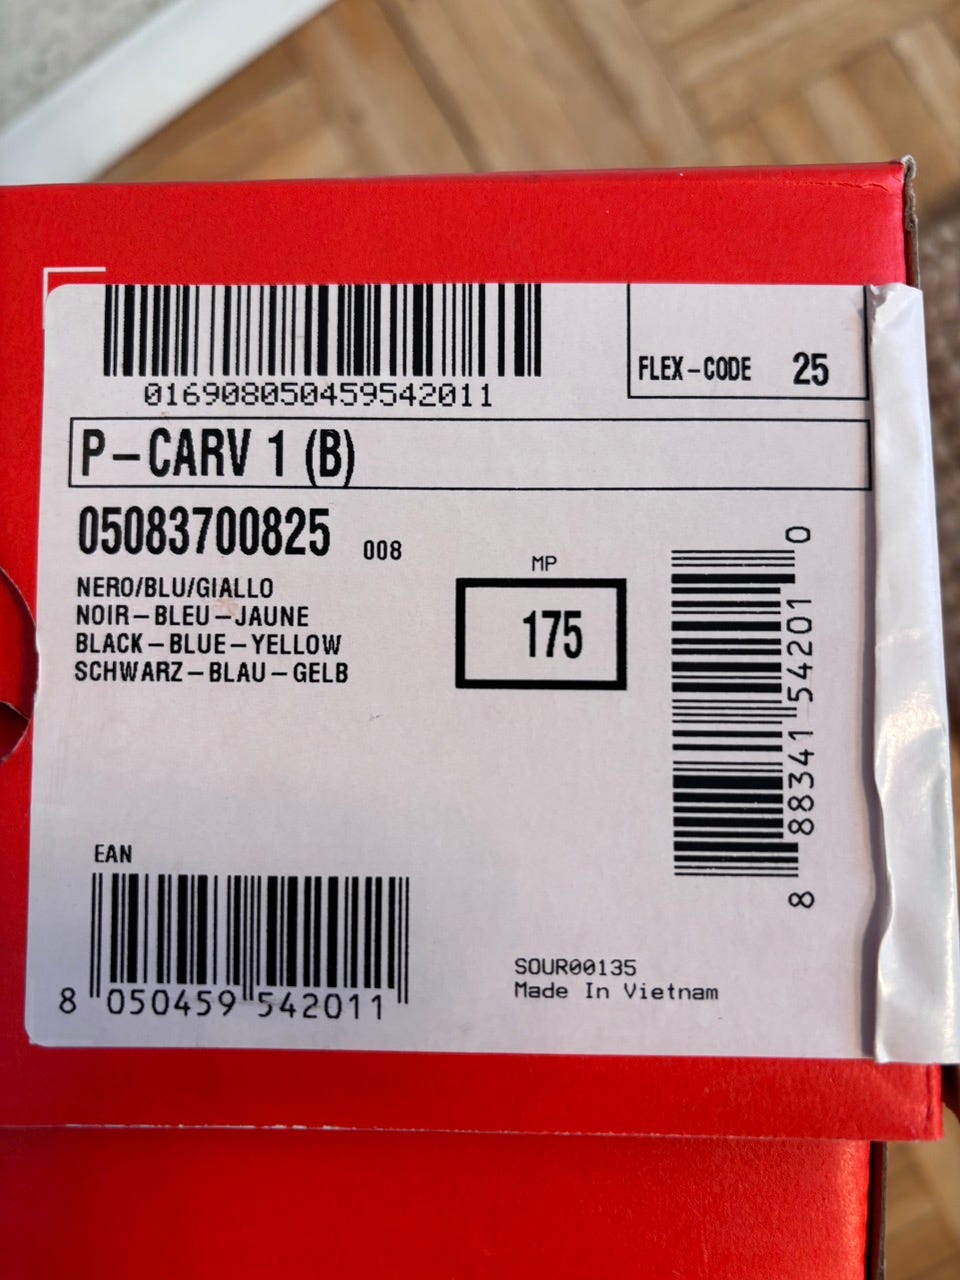 016908050459542011
FLEX-CODE 25
P-CARV 1 (B)
05083700825 008
NERO/BLU/GIALLO
NOIR-BLEU-JAUNE
BLACK-BLUE-YELLOW
SCHWARZ-BLAU-GELB
MP
175
8 88341 54201 0
EAN
8 050459 542011
SOUR00135
Made In Vietnam